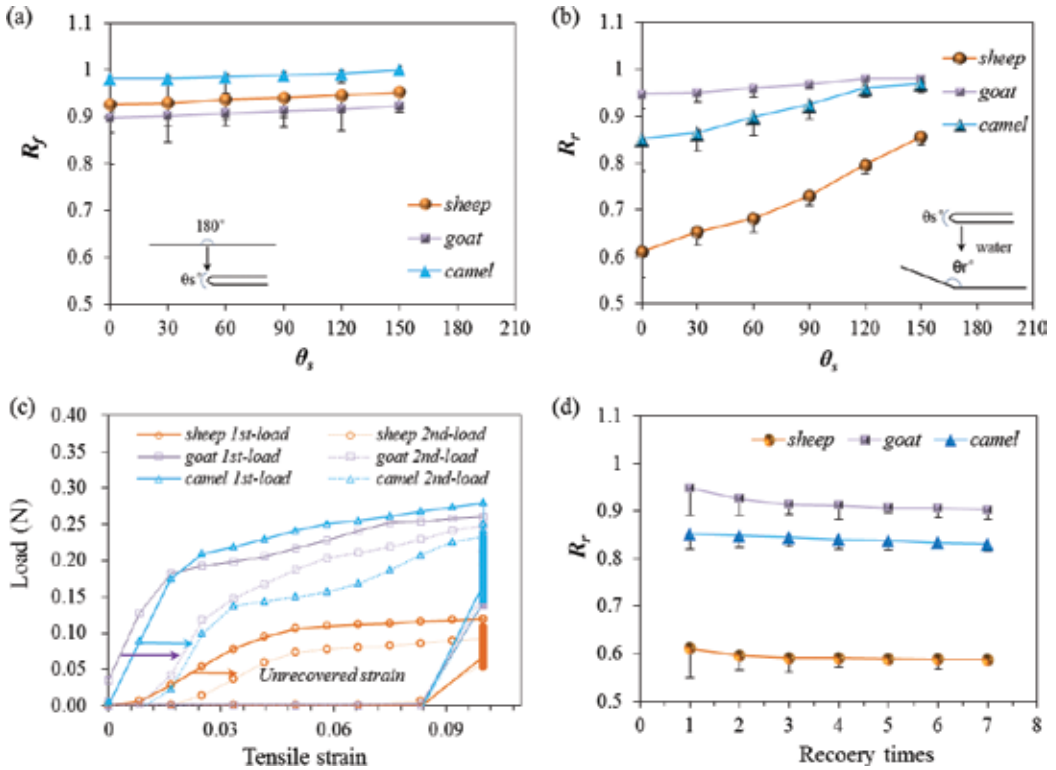 (a)
1.1
1
0.9
0.8
0.7
0.6
0.5
R_f
sheep
goat
camel
180°
θs°
0 30 60 90 120 150 180 210
θ_s
(b)
1.1
1
0.9
0.8
0.7
0.6
0.5
R_r
sheep
goat
camel
θs°
water
θr°
0 30 60 90 120 150 180 210
θ_s
(c)
0.40
0.35
0.30
0.25
0.20
0.15
0.10
0.05
0.00
Load (N)
sheep 1st-load sheep 2nd-load
goat 1st-load goat 2nd-load
camel 1st-load camel 2nd-load
Unrecovered strain
0 0.03 0.06 0.09
Tensile strain
(d)
1.1
1
0.9
0.8
0.7
0.6
0.5
R_r
sheep goat camel
0 1 2 3 4 5 6 7 8
Recoery times